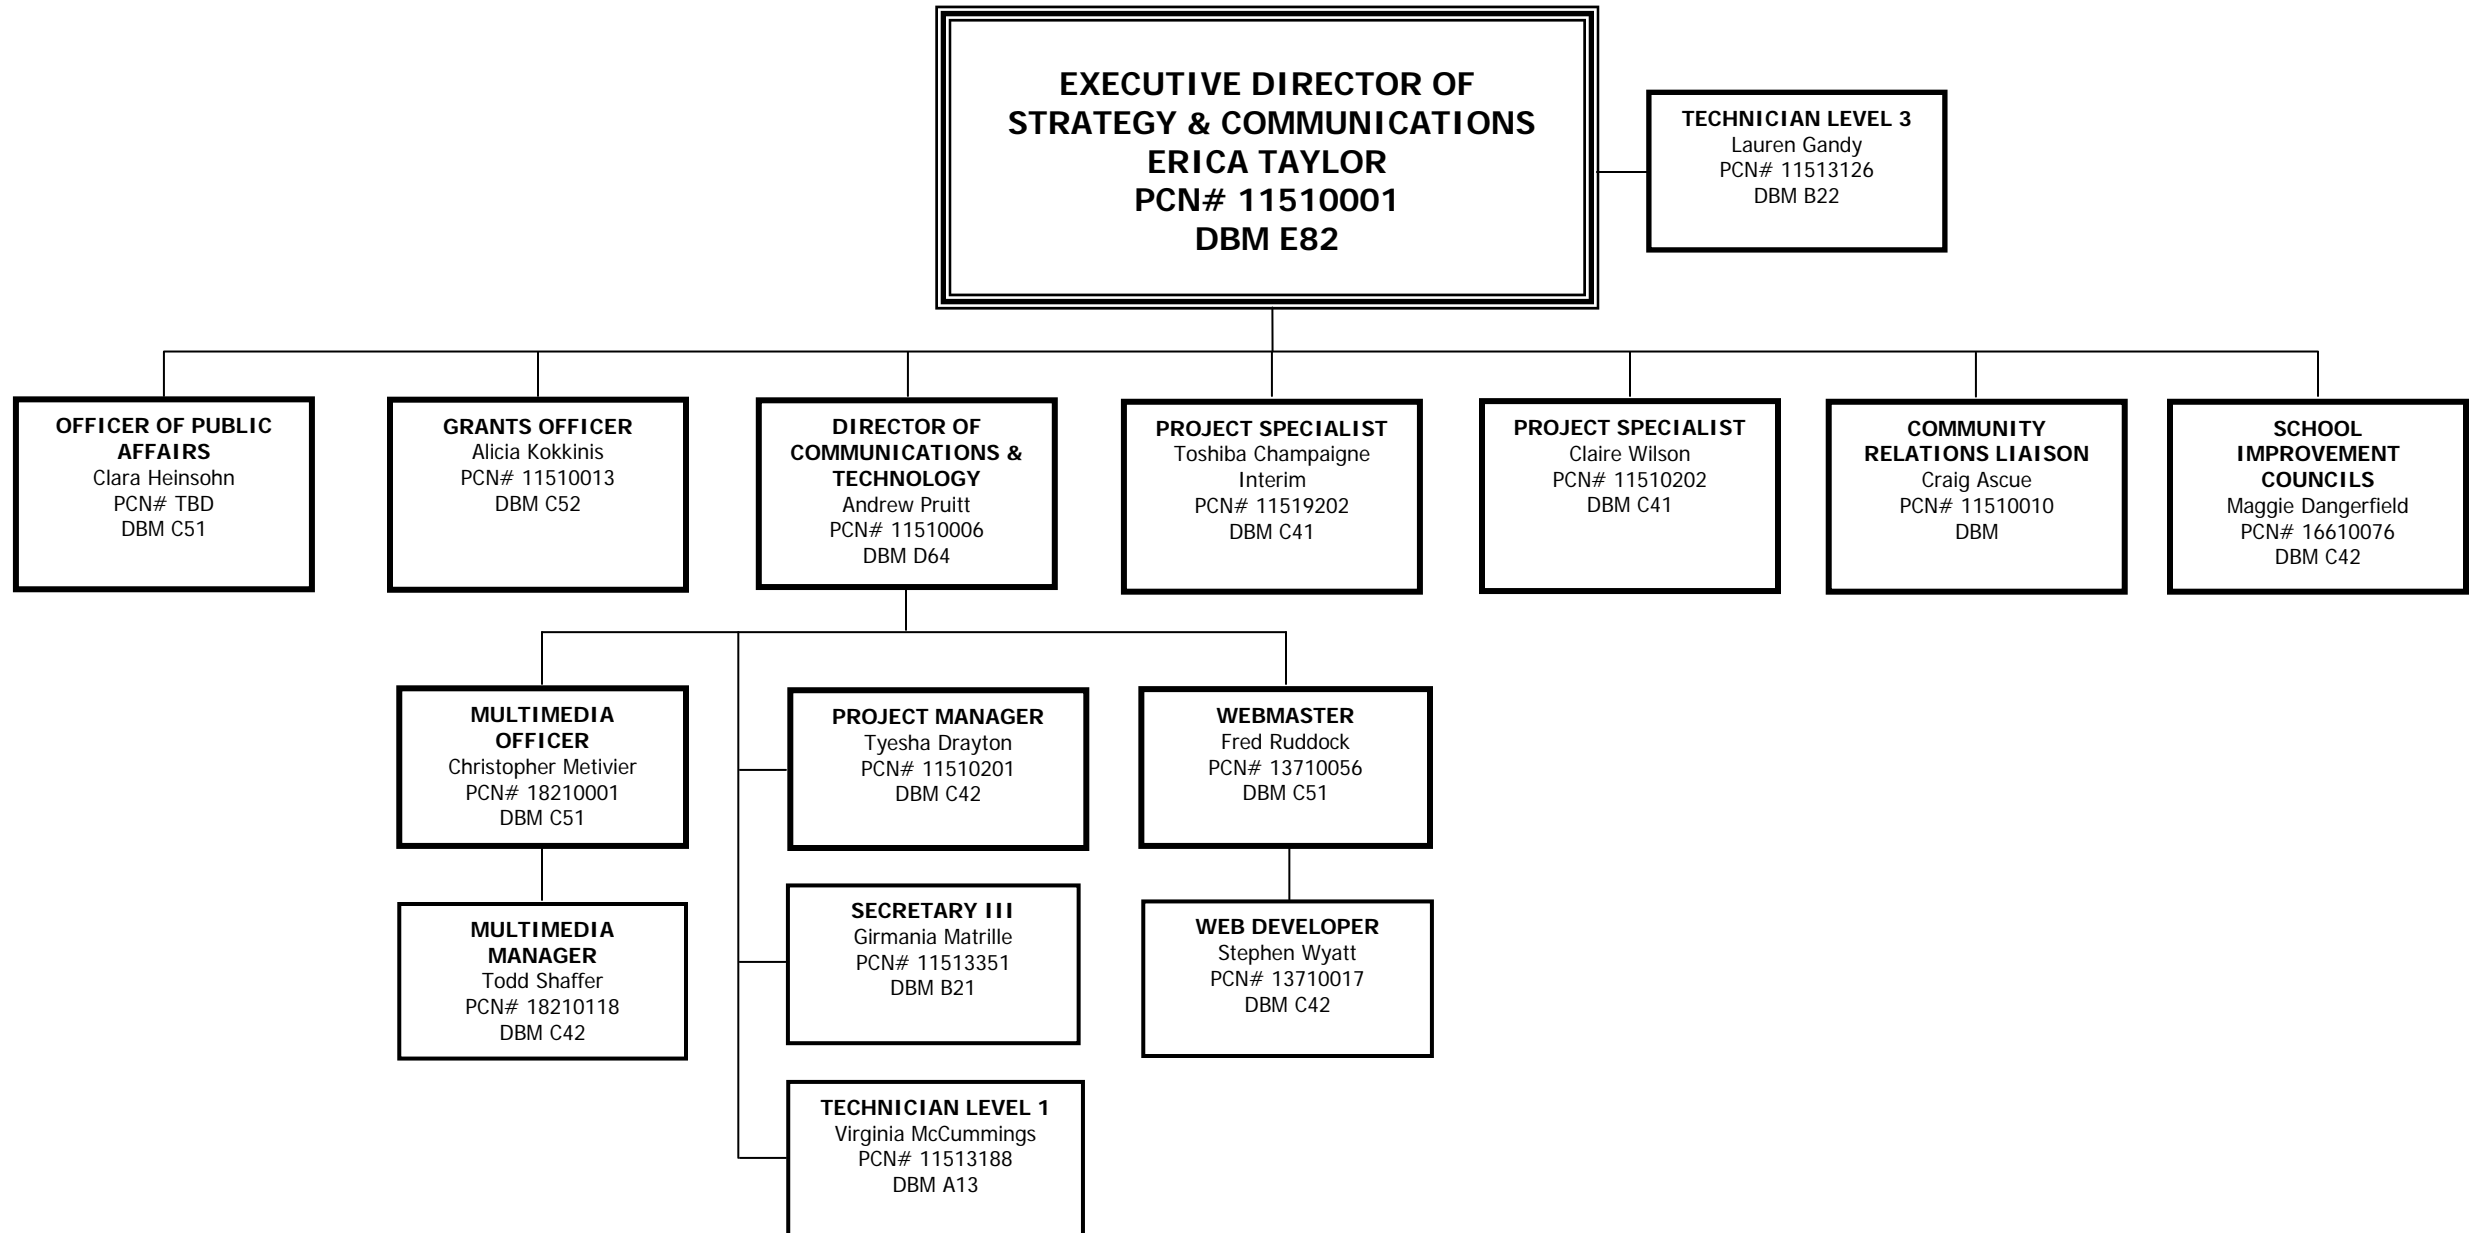 EXECUTIVE DIRECTOR OF
STRATEGY & COMMUNICATIONS
ERICA TAYLOR
PCN# 11510001
DBM E82
TECHNICIAN LEVEL 3
Lauren Gandy
PCN# 11513126
DBM B22
OFFICER OF PUBLIC
AFFAIRS
Clara Heinsohn
PCN# TBD
DBM C51
GRANTS OFFICER
Alicia Kokkinis
PCN# 11510013
DBM C52
DIRECTOR OF
COMMUNICATIONS &
TECHNOLOGY
Andrew Pruitt
PCN# 11510006
DBM D64
PROJECT SPECIALIST
Toshiba Champaigne
Interim
PCN# 11519202
DBM C41
PROJECT SPECIALIST
Claire Wilson
PCN# 11510202
DBM C41
COMMUNITY
RELATIONS LIAISON
Craig Ascue
PCN# 11510010
DBM
SCHOOL
IMPROVEMENT
COUNCILS
Maggie Dangerfield
PCN# 16610076
DBM C42
MULTIMEDIA
OFFICER
Christopher Metivier
PCN# 18210001
DBM C51
PROJECT MANAGER
Tyesha Drayton
PCN# 11510201
DBM C42
WEBMASTER
Fred Ruddock
PCN# 13710056
DBM C51
MULTIMEDIA
MANAGER
Todd Shaffer
PCN# 18210118
DBM C42
SECRETARY III
Girmania Matrille
PCN# 11513351
DBM B21
WEB DEVELOPER
Stephen Wyatt
PCN# 13710017
DBM C42
TECHNICIAN LEVEL 1
Virginia McCummings
PCN# 11513188
DBM A13